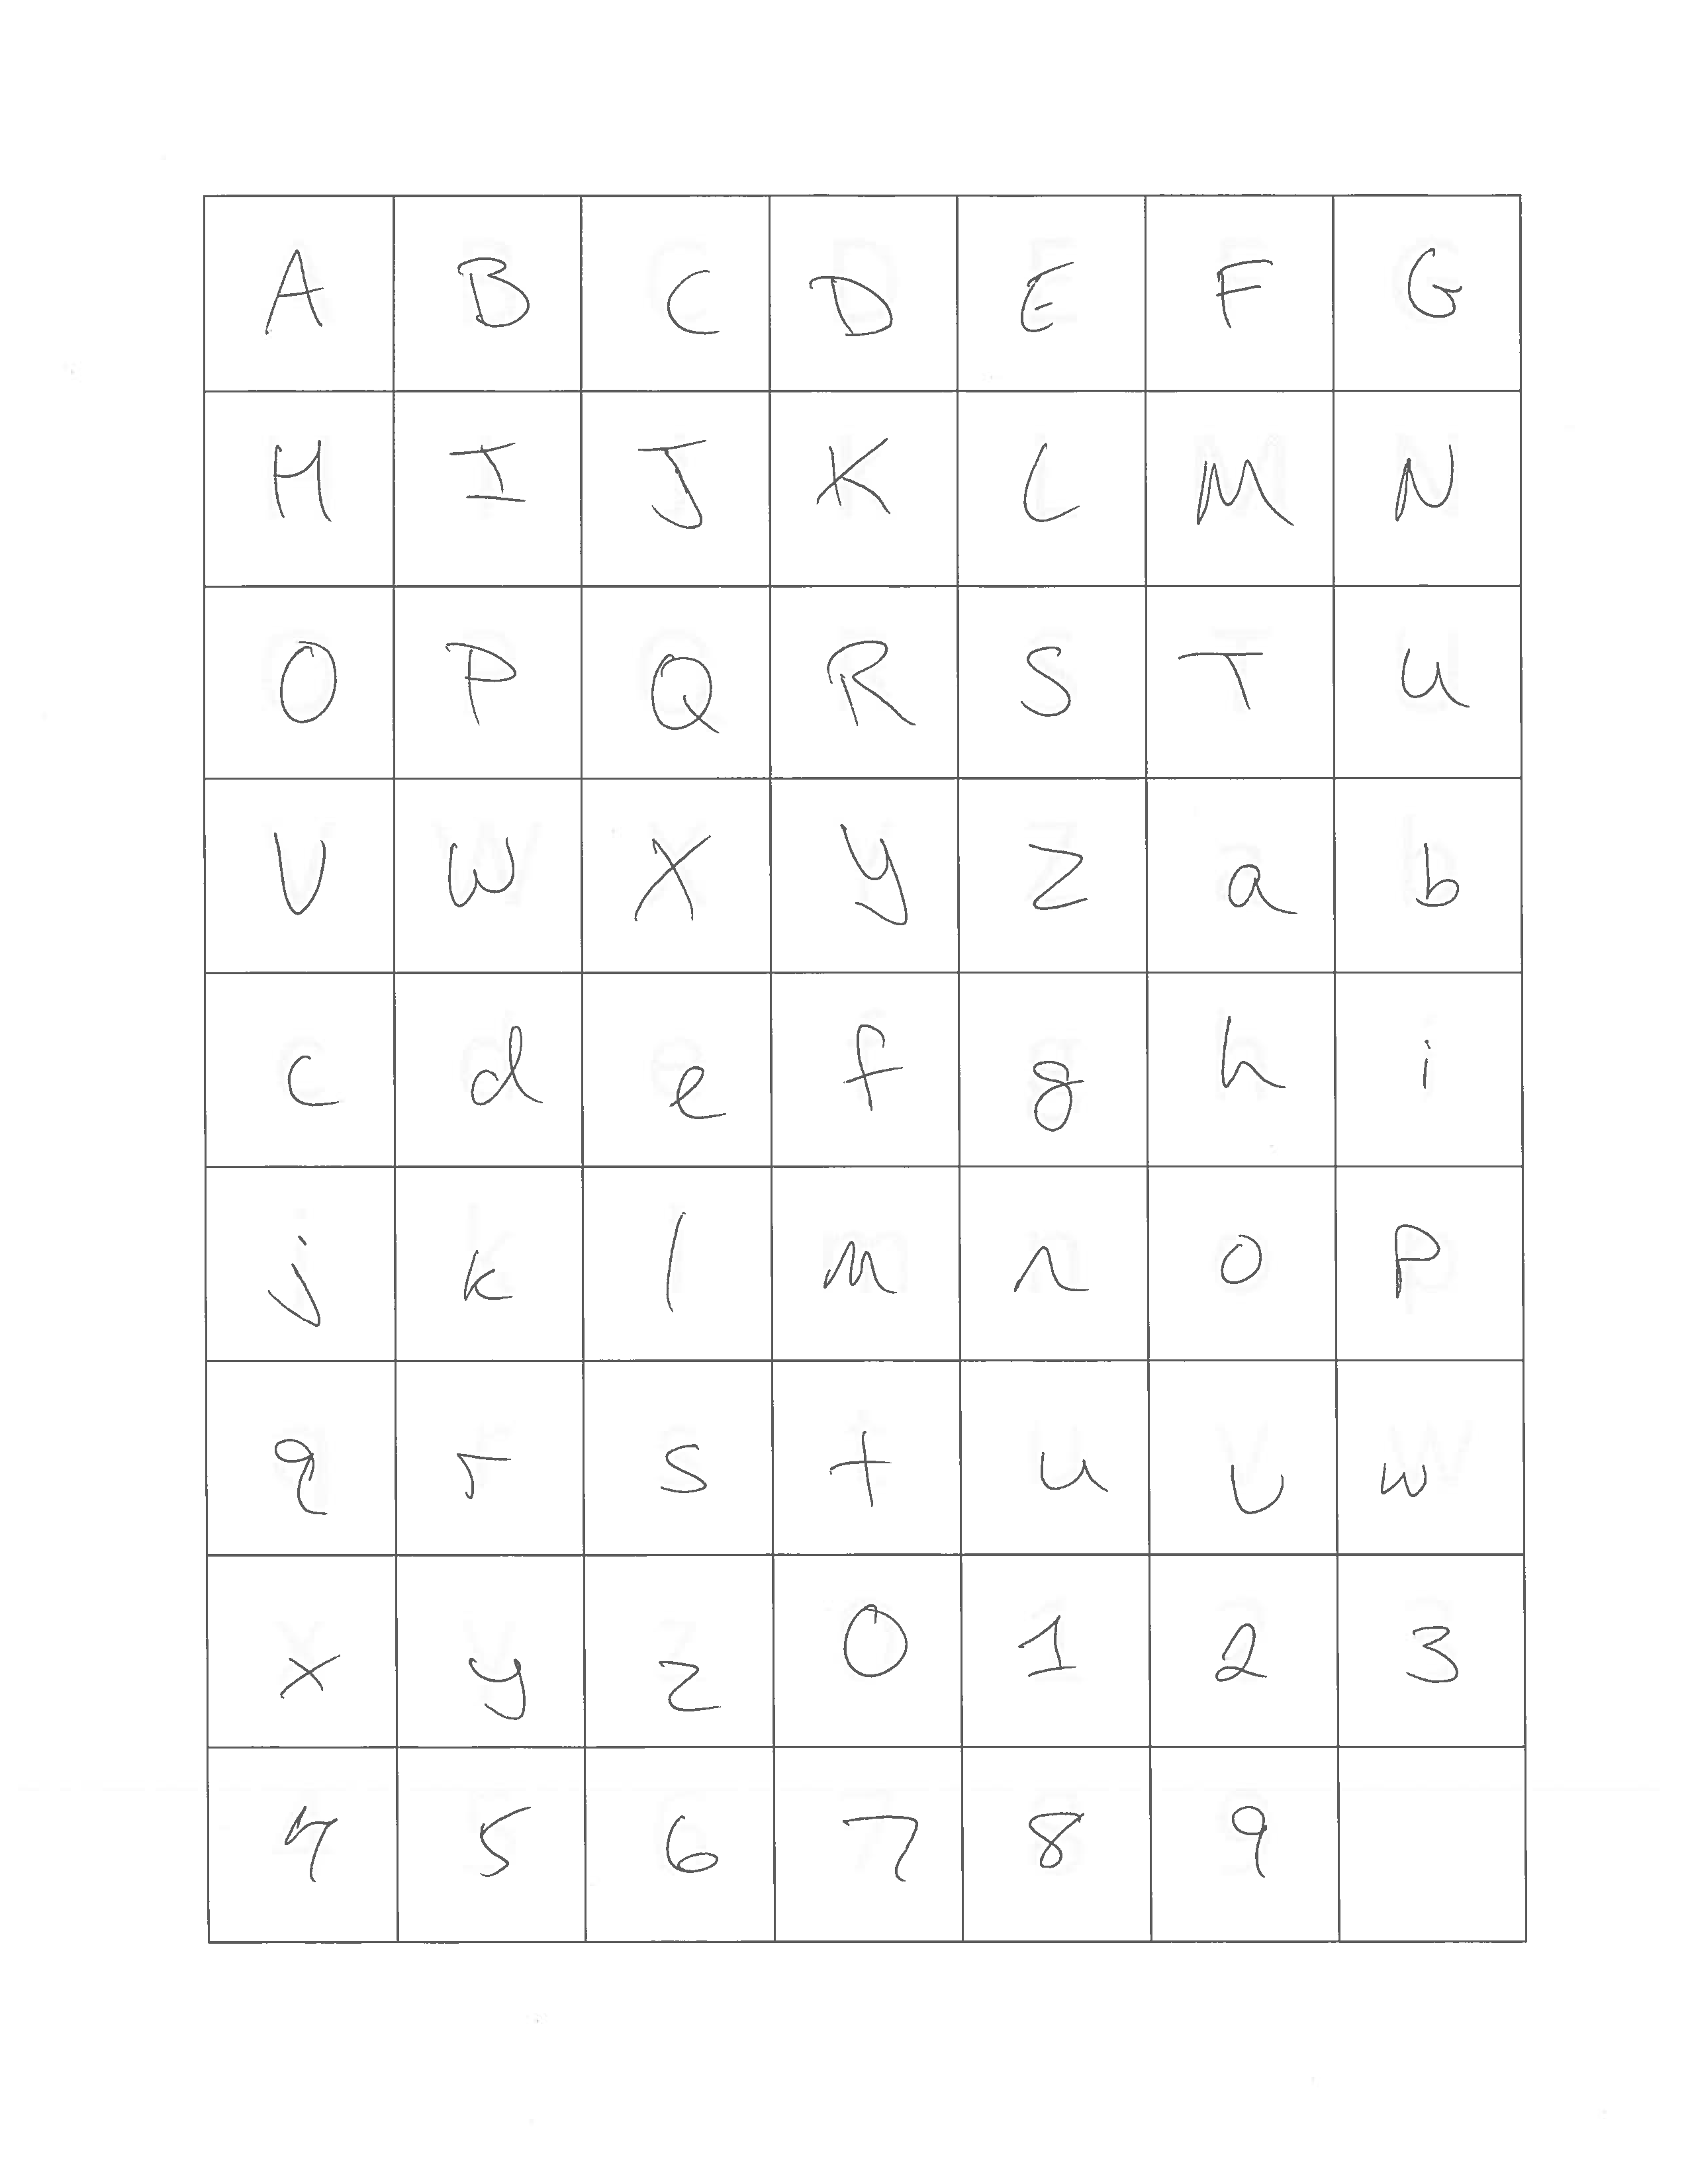 A B C D E F G
H I J K L M N
O P Q R S T U
V W X Y Z a b
c d e f g h i
j k l m n o p
q r s t u v w
x y z 0 1 2 3
4 5 6 7 8 9